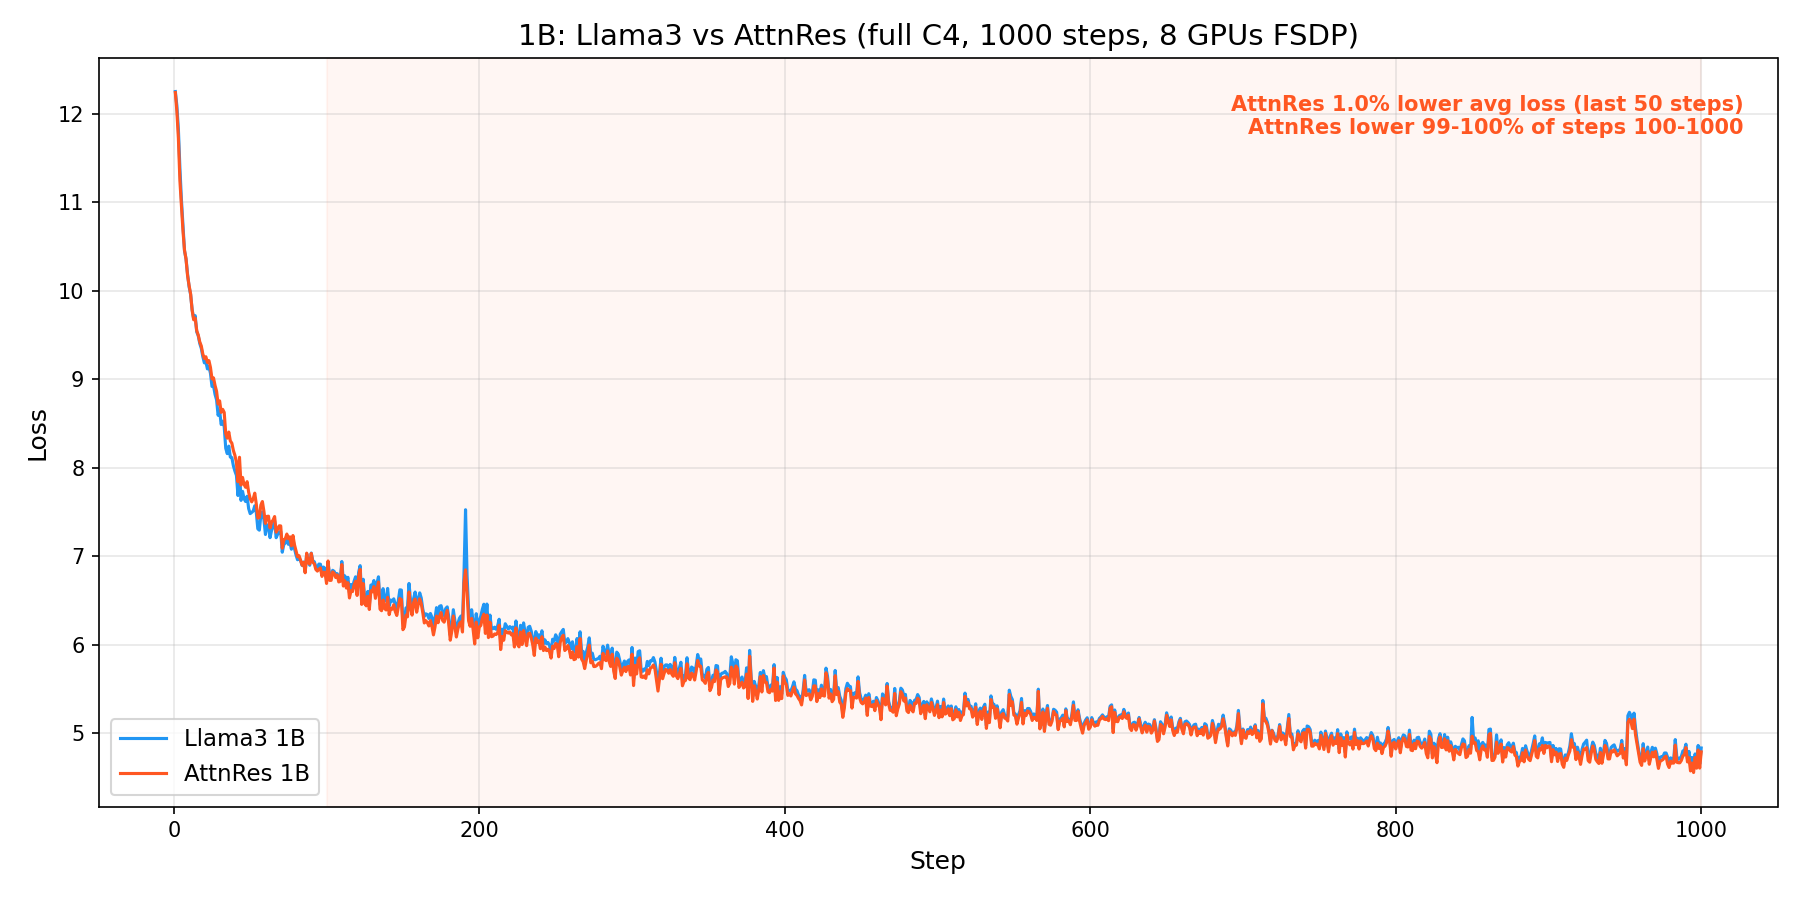 1B: Llama3 vs AttnRes (full C4, 1000 steps, 8 GPUs FSDP)
AttnRes 1.0% lower avg loss (last 50 steps)
AttnRes lower 99-100% of steps 100-1000
12
11
10
9
8
7
6
5
Loss
Llama3 1B
AttnRes 1B
0
200
400
600
800
1000
Step